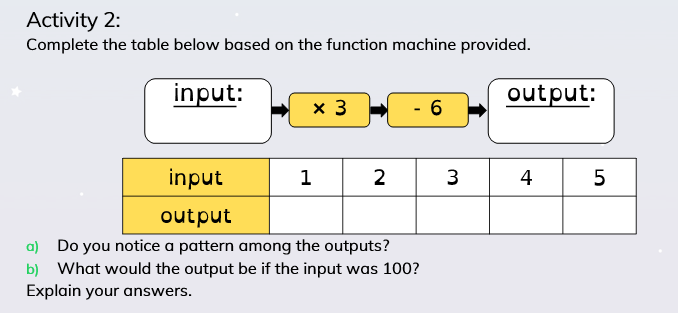 Activity 2:
Complete the table below based on the function machine provided.
input: × 3 - 6 output:
input 1 2 3 4 5
output
a) Do you notice a pattern among the outputs?
b) What would the output be if the input was 100?
Explain your answers.